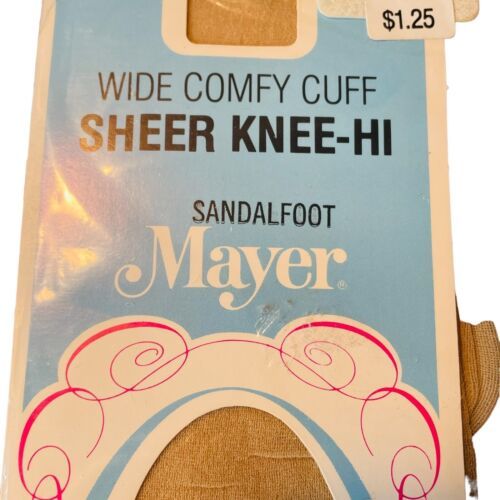 $1.25
WIDE COMFY CUFF
SHEER KNEE-HI
SANDALFOOT
Mayer®